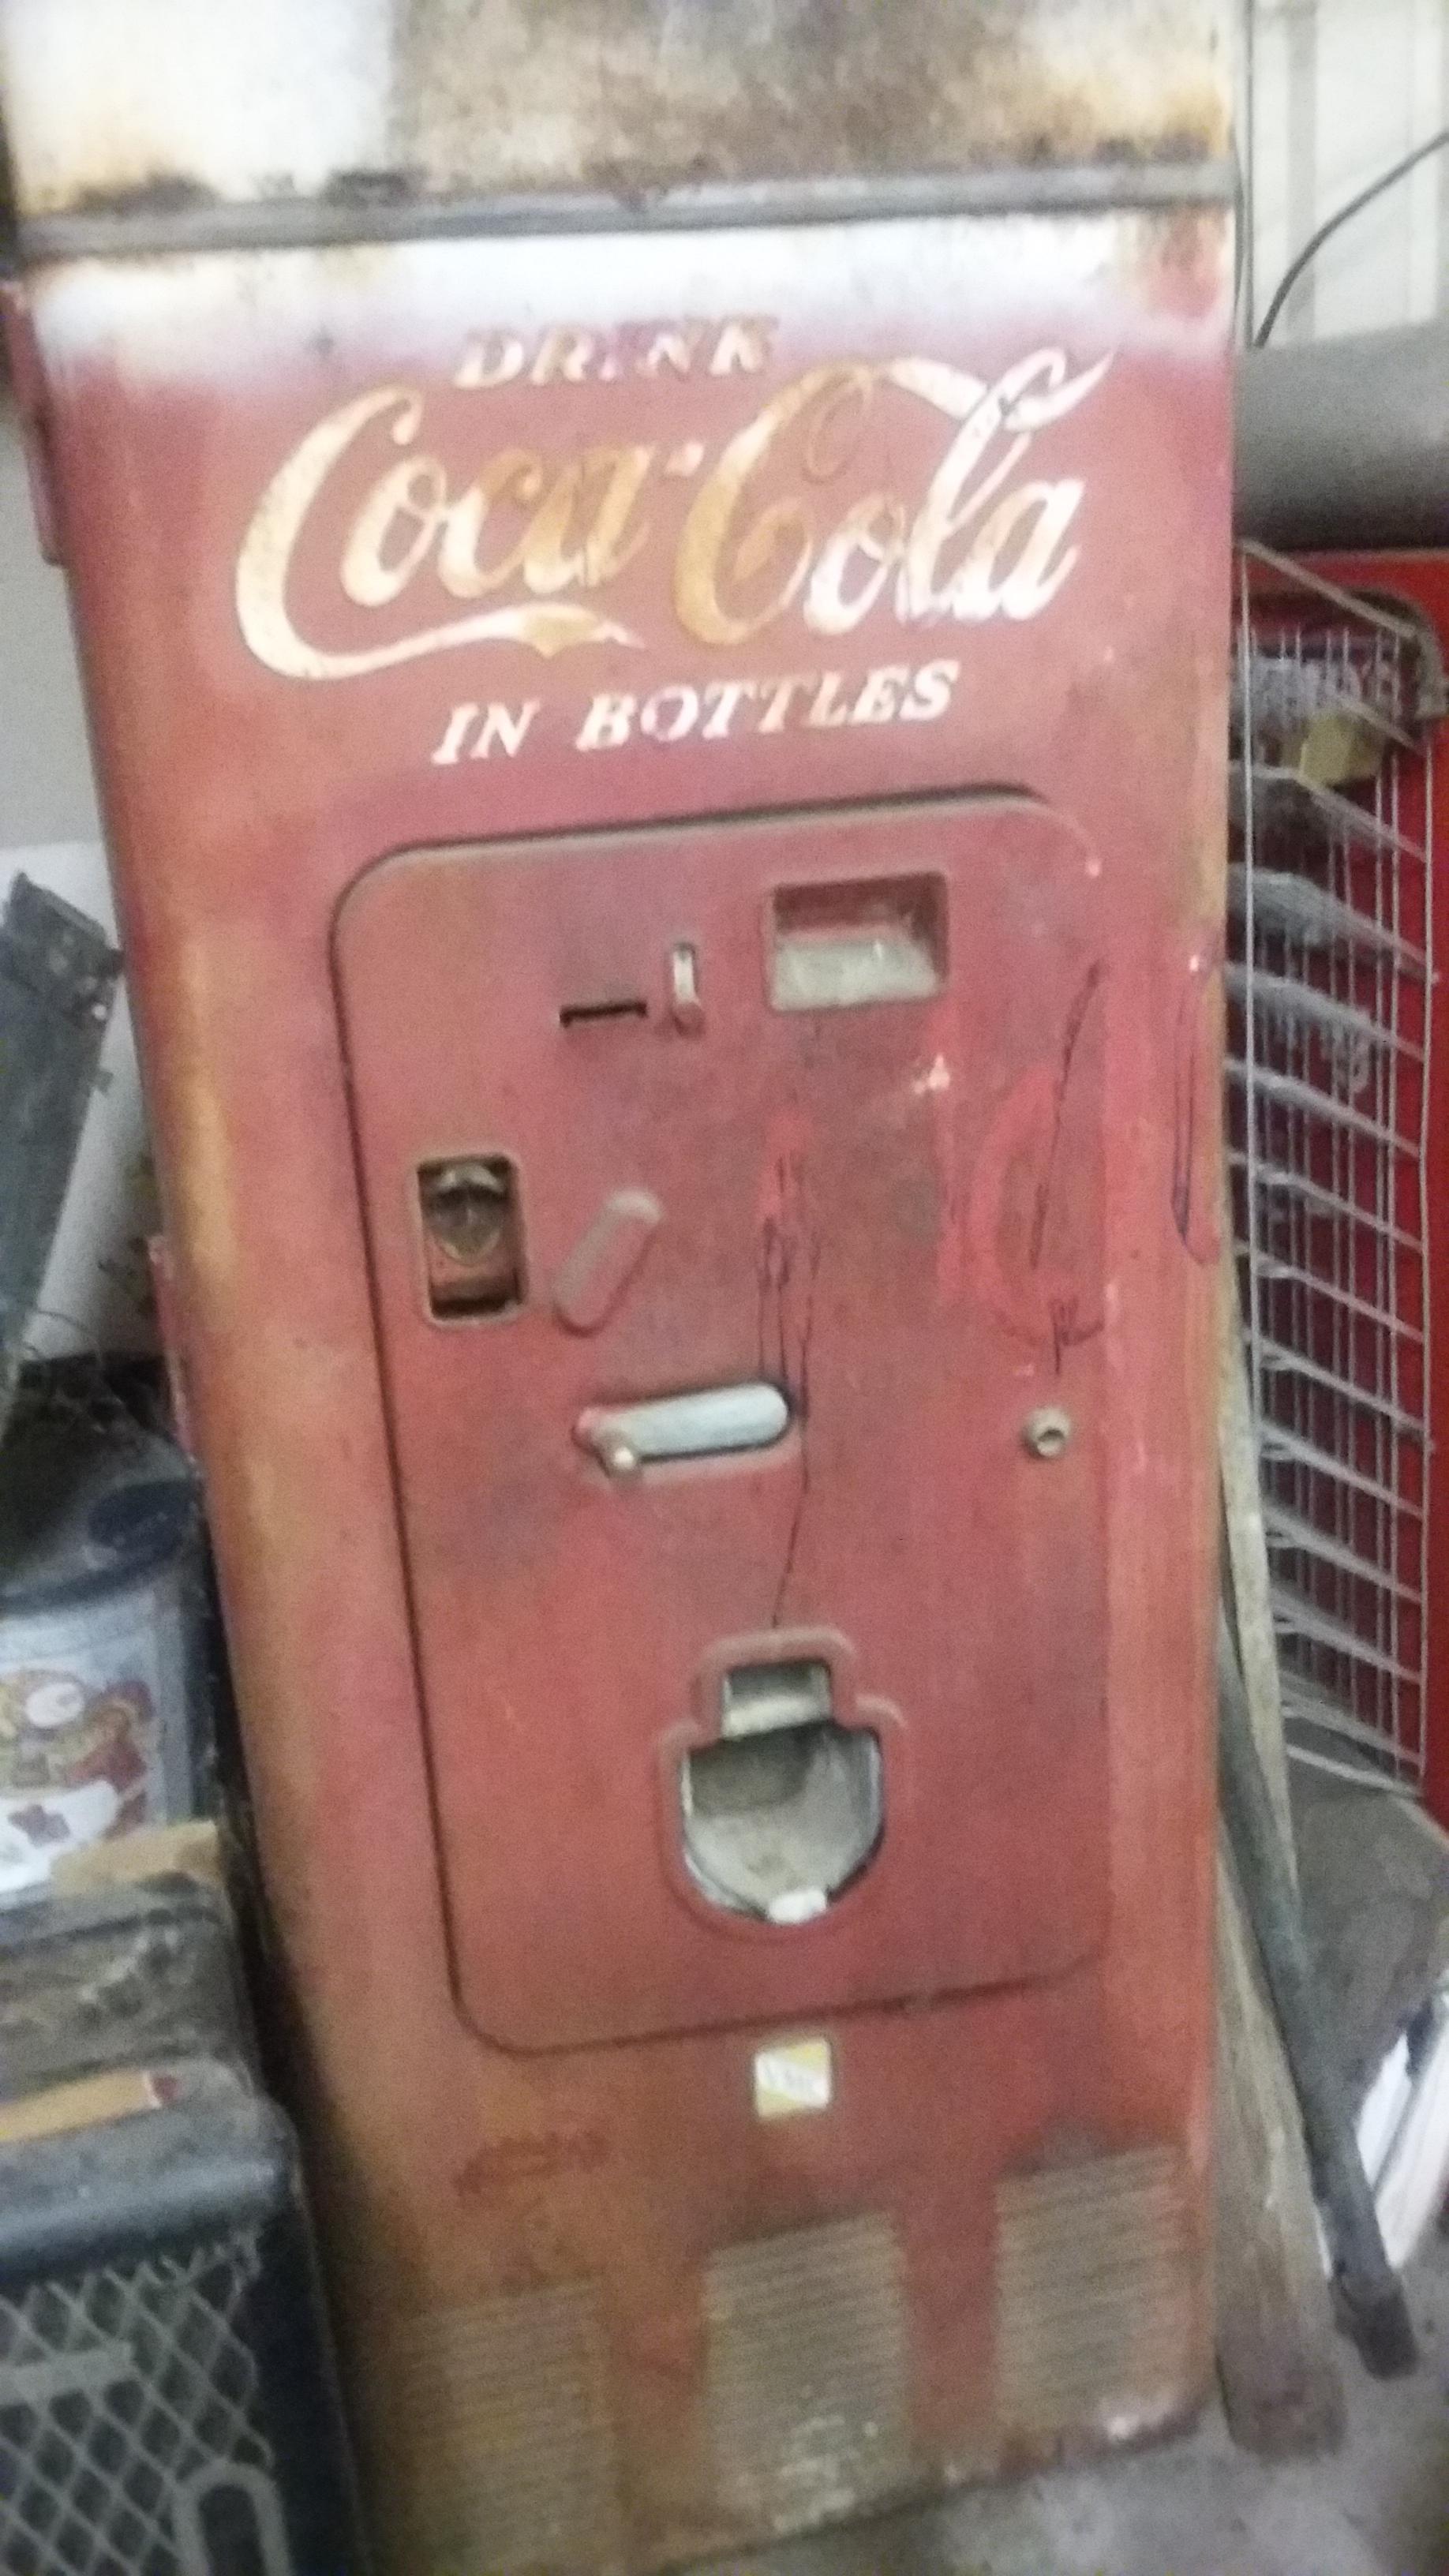 DRINK
Coca-Cola
IN BOTTLES